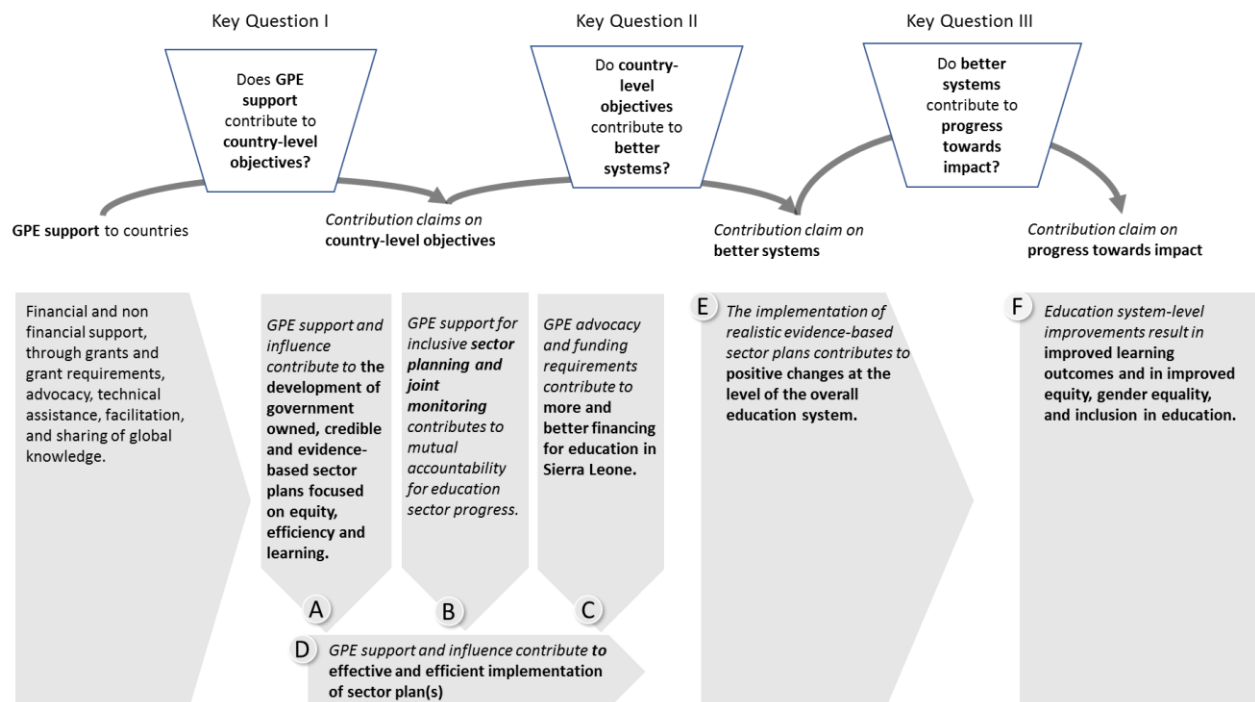 Key Question I
Key Question II
Key Question III
Does GPE
support
contribute to
country-level
objectives?
Do country-
level
objectives
contribute to
better
systems?
Do better
systems
contribute to
progress
towards
impact?
GPE support to countries
Contribution claims on
country-level objectives
Contribution claim on
better systems
Contribution claim on
progress towards impact
Financial and non
financial support,
through grants and
grant requirements,
advocacy, technical
assistance, facilitation,
and sharing of global
knowledge.
GPE support and
influence contribute to
contribute to the
development of
government
owned, credible
and evidence-
based sector
plans focused
on equity,
efficiency and
learning.
A
GPE support for
inclusive sector
planning and
joint
monitoring
contributes to
mutual
accountability
for education
sector progress.
B
GPE advocacy
and funding
requirements
contribute to
more and
better financing
for education in
Sierra Leone.
C
D
GPE support and influence contribute to
effective and efficient implementation
of sector plan(s)
E
The implementation of
realistic evidence-based
sector plans contributes to
positive changes at the
level of the overall
education system.
F
Education system-level
improvements result in
improved learning
outcomes and in improved
equity, gender equality,
and inclusion in education.